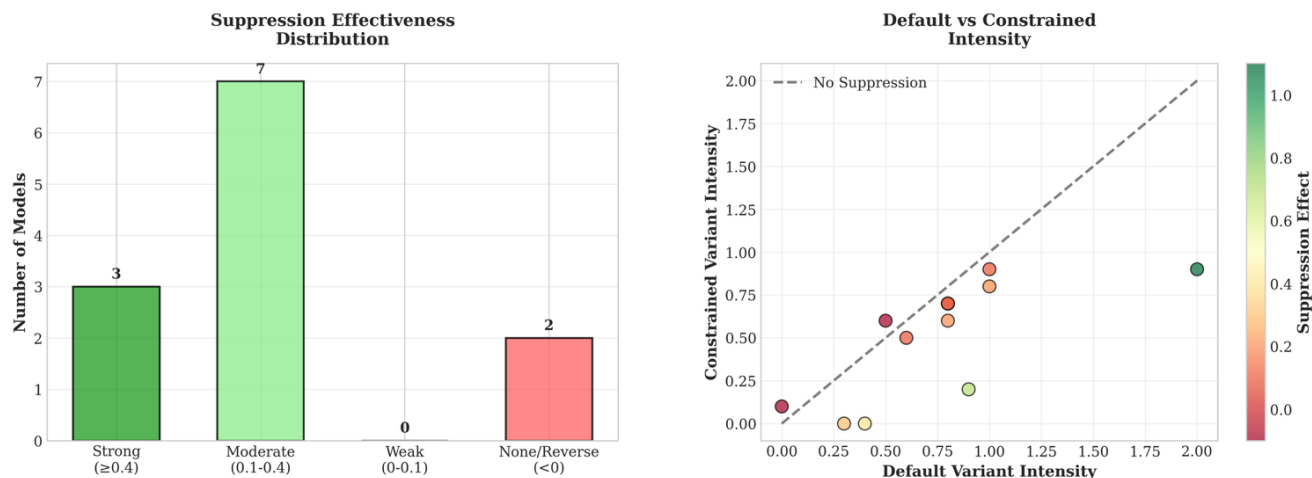 Suppression Effectiveness
Distribution
Number of Models
7
6
5
4
3
2
1
0
3
7
0
2
Strong
(≥0.4)
Moderate
(0.1-0.4)
Weak
(0-0.1)
None/Reverse
(<0)
Default vs Constrained
Intensity
No Suppression
Constrained Variant Intensity
2.00
1.75
1.50
1.25
1.00
0.75
0.50
0.25
0.00
0.00 0.25 0.50 0.75 1.00 1.25 1.50 1.75 2.00
Default Variant Intensity
1.0
0.8
0.6
0.4
0.2
0.0
Suppression Effect